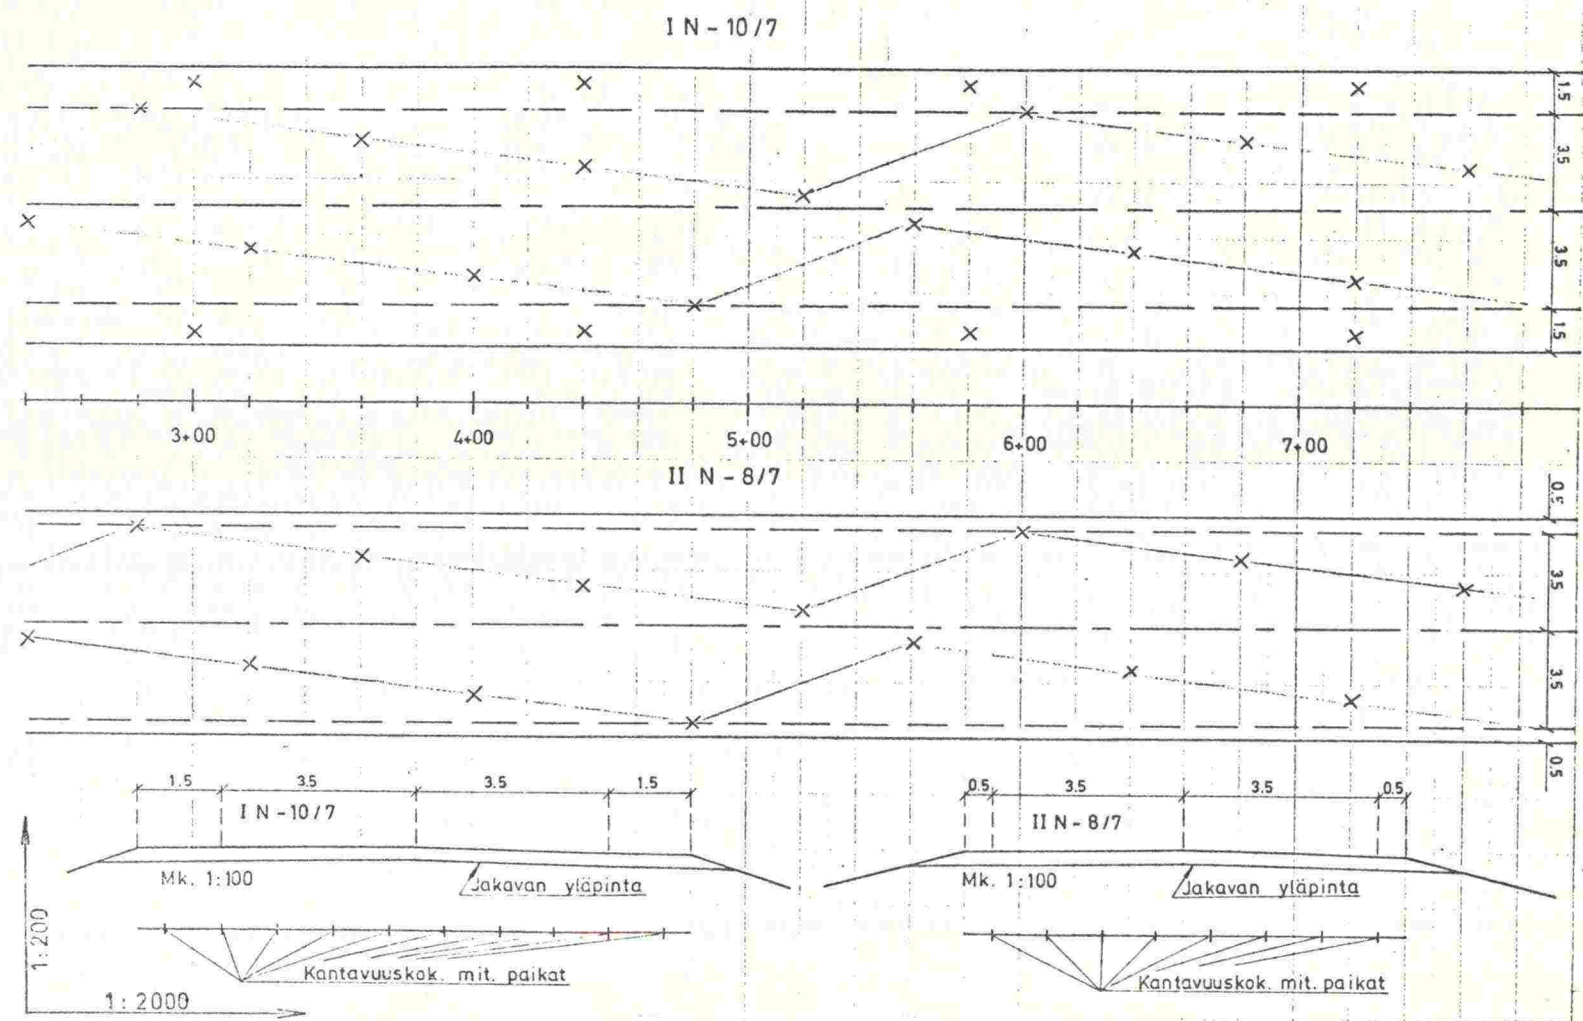 I N - 10/7
1.5
3.5
3.5
1.5
3+00 4+00 5+00 6+00 7+00
II N - 8/7
0.5
3.5
3.5
0.5
1.5 3.5 3.5 1.5
I N - 10/7
Mk. 1:100
Jakavan yläpinta
Kantavuuskok. mit. paikat
1:200
1:2000
0.5 3.5 3.5 0.5
II N - 8/7
Mk. 1:100
Jakavan yläpinta
Kantavuuskok. mit. paikat